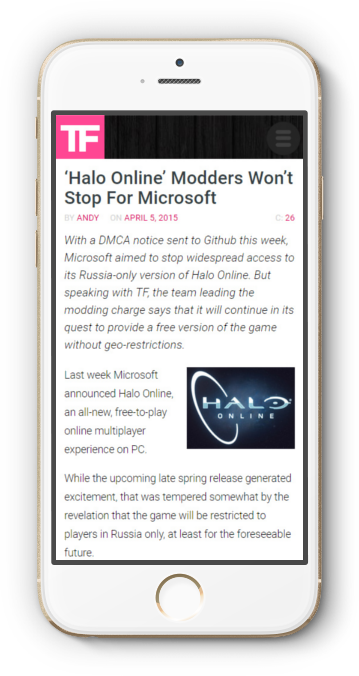 TF
‘Halo Online’ Modders Won’t
Stop For Microsoft
BY ANDY ON APRIL 5, 2015 C: 26
With a DMCA notice sent to Github this week,
Microsoft aimed to stop widespread access to
its Russia-only version of Halo Online. But
speaking with TF, the team leading the
modding charge says that it will continue in its
quest to provide a free version of the game
without geo-restrictions.
Last week Microsoft
announced Halo Online,
an all-new, free-to-play
online multiplayer
experience on PC.
HALO
ONLINE
While the upcoming late spring release generated
excitement, that was tempered somewhat by the
revelation that the game will be restricted to
players in Russia only, at least for the foreseeable
future.